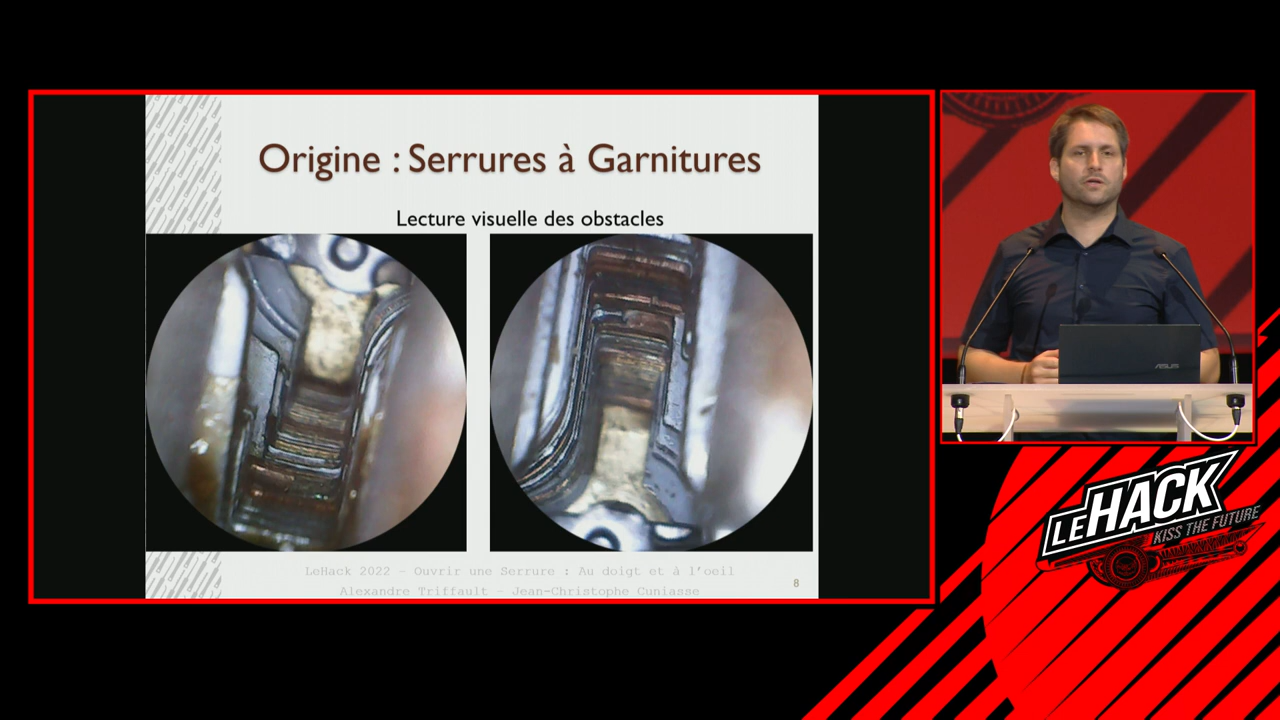 Origine : Serrures à Garnitures
Lecture visuelle des obstacles
LeHack 2022 – Ouvrir une Serrure : Au doigt et à l'oeil
Alexandre Triffault – Jean-Christophe Cuniasse
8
ASUS
LEHACK
KISS THE FUTURE